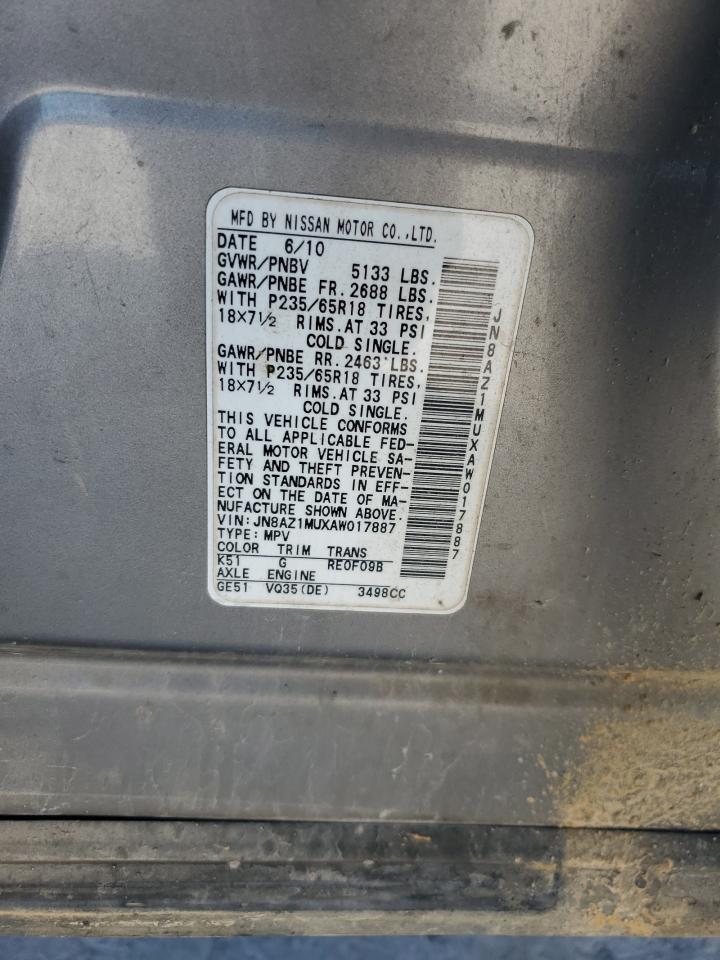 MFD BY NISSAN MOTOR CO.,LTD.
DATE 6/10
GVWR/PNBV 5133 LBS.
GAWR/PNBE FR. 2688 LBS.
WITH P235/65R18 TIRES,
18X7½ RIMS.AT 33 PSI
COLD SINGLE.
GAWR/PNBE RR. 2463 LBS.
WITH P235/65R18 TIRES,
18X7½ RIMS.AT 33 PSI
COLD SINGLE.
THIS VEHICLE CONFORMS
TO ALL APPLICABLE FED-
ERAL MOTOR VEHICLE SA-
FETY AND THEFT PREVEN-
TION STANDARDS IN EFF-
ECT ON THE DATE OF MA-
NUFACTURE SHOWN ABOVE.
VIN:JN8AZ1MUXAW017887
TYPE: MPV
COLOR TRIM TRANS
K51 G RE0F09B
AXLE ENGINE
GE51 VQ35(DE) 3498CC
JN8AZ1MUXAW017887